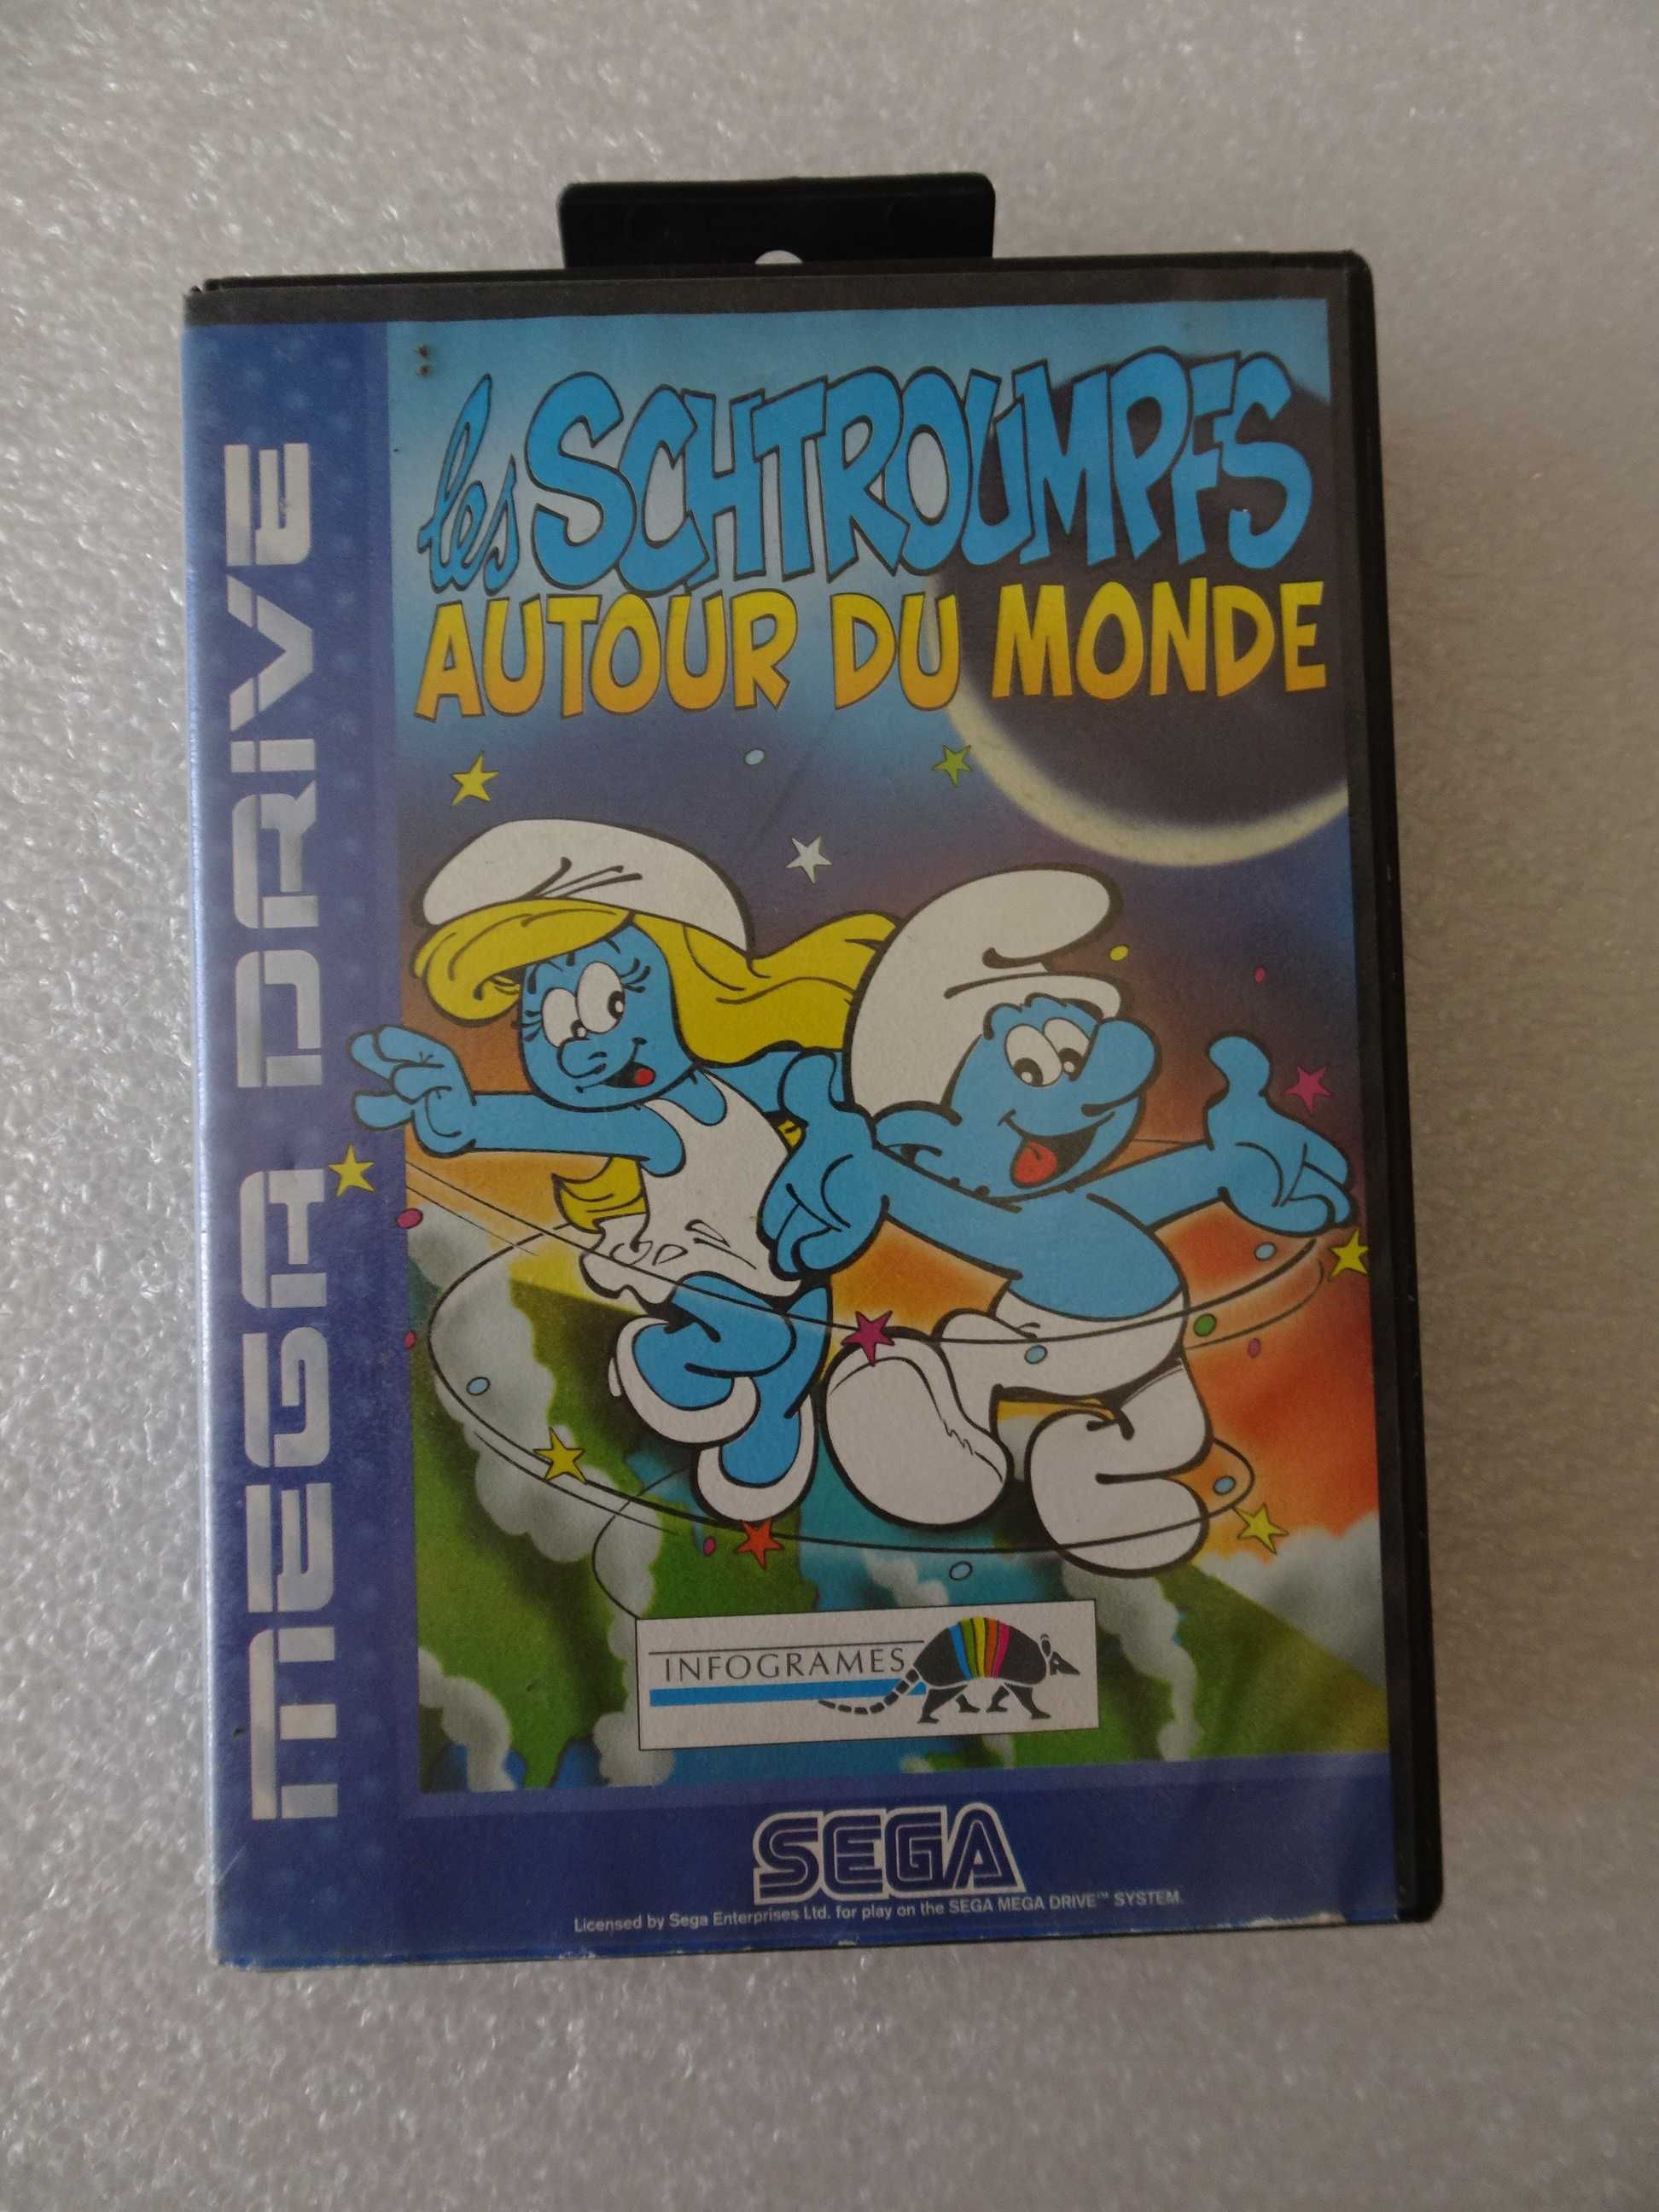 les SCHTROUMPFS
AUTOUR DU MONDE
MEGA DRIVE
INFOGRAMES
SEGA
Licensed by Sega Enterprises Ltd. for play on the SEGA MEGA DRIVE™ SYSTEM.